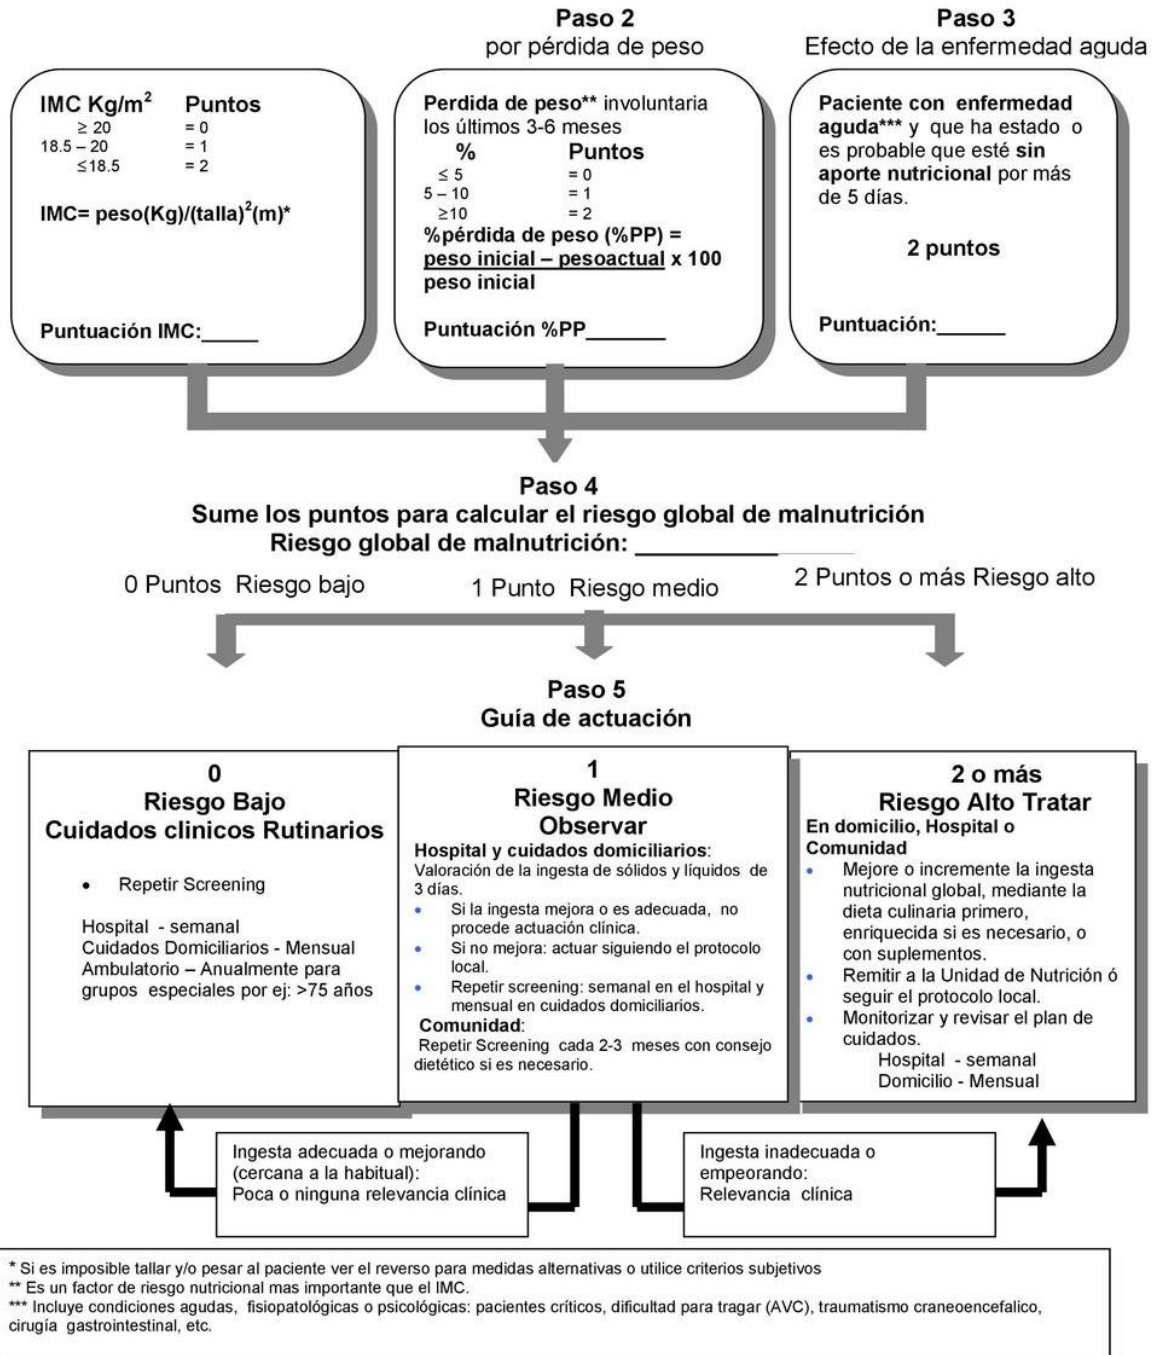 Paso 2
por pérdida de peso
Paso 3
Efecto de la enfermedad aguda
IMC Kg/m² Puntos
≥ 20 = 0
18.5 – 20 = 1
≤18.5 = 2
IMC= peso(Kg)/(talla)²(m)*
Puntuación IMC:_____
Perdida de peso** involuntaria
los últimos 3-6 meses
% Puntos
≤ 5 = 0
5 – 10 = 1
≥10 = 2
%pérdida de peso (%PP) =
peso inicial – pesoactual x 100
peso inicial
Puntuación %PP_______
Paciente con enfermedad
aguda*** y que ha estado o
es probable que esté sin
aporte nutricional por más
de 5 días.
2 puntos
Puntuación:______
Paso 4
Sume los puntos para calcular el riesgo global de malnutrición
Riesgo global de malnutrición: __________
0 Puntos Riesgo bajo
1 Punto Riesgo medio
2 Puntos o más Riesgo alto
Paso 5
Guía de actuación
0
Riesgo Bajo
Cuidados clinicos Rutinarios
• Repetir Screening
Hospital - semanal
Cuidados Domiciliarios - Mensual
Ambulatorio – Anualmente para
grupos especiales por ej: >75 años
1
Riesgo Medio
Observar
Hospital y cuidados domiciliarios:
Valoración de la ingesta de sólidos y líquidos de
3 días.
• Si la ingesta mejora o es adecuada, no
procede actuación clínica.
• Si no mejora: actuar siguiendo el protocolo
local.
• Repetir screening: semanal en el hospital y
mensual en cuidados domiciliarios.
Comunidad:
Repetir Screening cada 2-3 meses con consejo
dietético si es necesario.
2 o más
Riesgo Alto Tratar
En domicilio, Hospital o
Comunidad
• Mejore o incremente la ingesta
nutricional global, mediante la
dieta culinaria primero,
enriquecida si es necesario, o
con suplementos.
• Remitir a la Unidad de Nutrición ó
seguir el protocolo local.
• Monitorizar y revisar el plan de
cuidados.
Hospital - semanal
Domicilio - Mensual
Ingesta adecuada o mejorando
(cercana a la habitual):
Poca o ninguna relevancia clínica
Ingesta inadecuada o
empeorando:
Relevancia clínica
* Si es imposible tallar y/o pesar al paciente ver el reverso para medidas alternativas o utilice criterios subjetivos
** Es un factor de riesgo nutricional mas importante que el IMC.
*** Incluye condiciones agudas, fisiopatológicas o psicológicas: pacientes críticos, dificultad para tragar (AVC), traumatismo craneoencefalico,
cirugía gastrointestinal, etc.